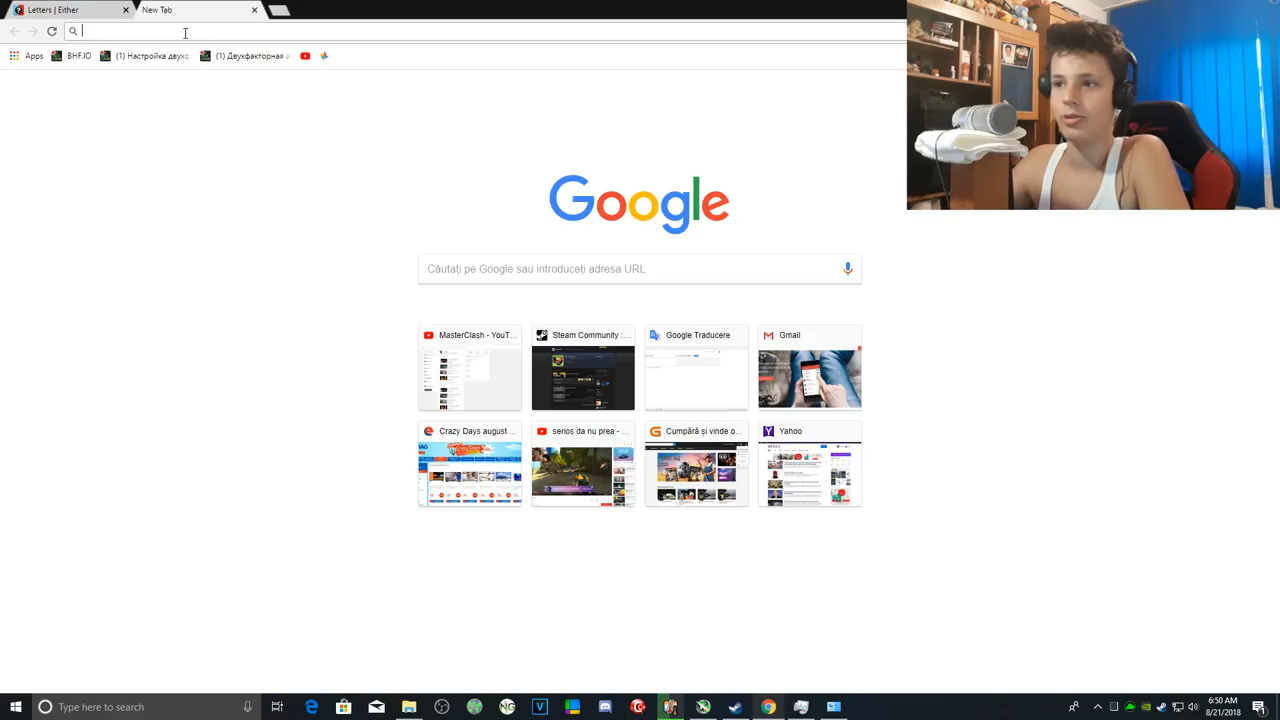 Letters | Either
New Tab
Apps
BHF.IO
(1) Настройка двухф
(1) Двухфакторная а
Google
Căutați pe Google sau introduceți adresa URL
MasterClash - YouT...
Steam Community :...
Google Traducere
Gmail
Crazy Days august ...
serios da nu prea - ...
Cumpără și vinde o...
Yahoo
Type here to search
6:50 AM
8/21/2018